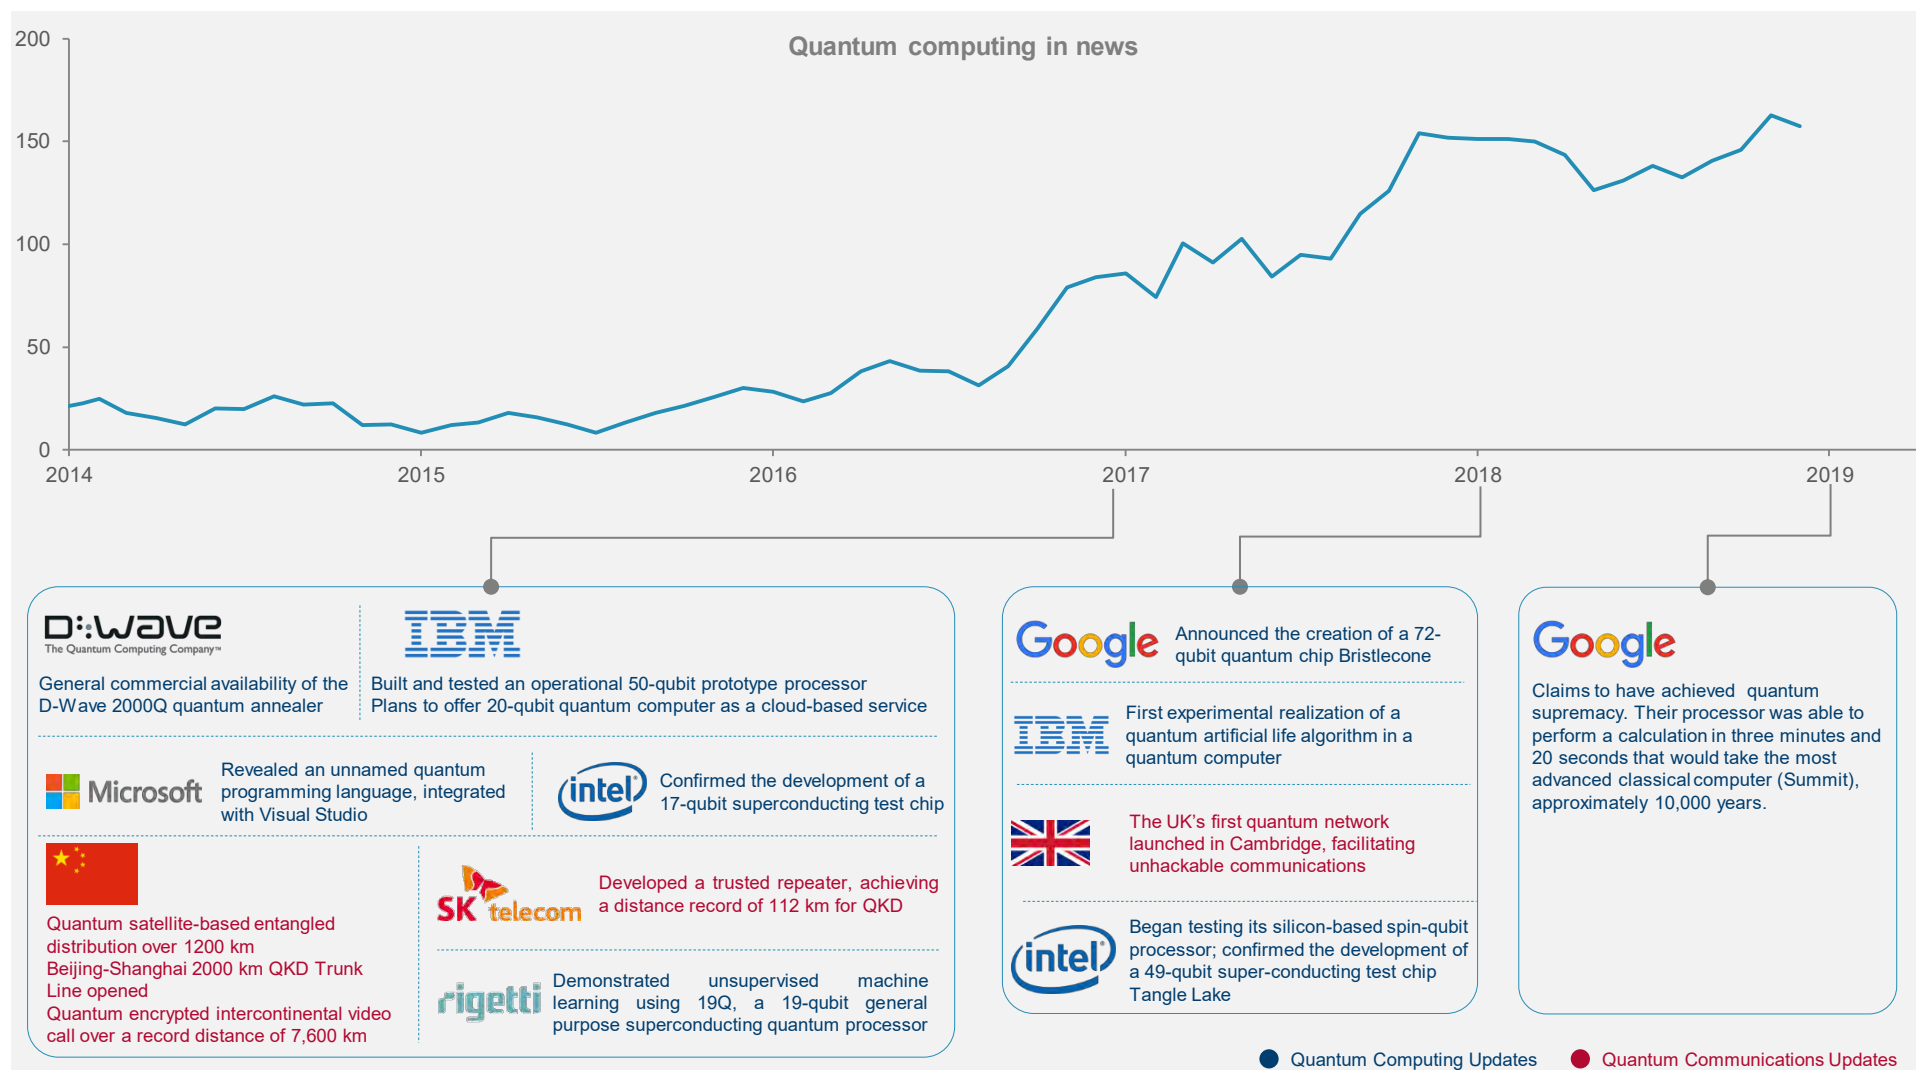 Quantum computing in news
200
150
100
50
0
2014
2015
2016
2017
2018
2019
D:wave
The Quantum Computing Company™
General commercial availability of the
D-Wave 2000Q quantum annealer
IBM
Built and tested an operational 50-qubit prototype processor
Plans to offer 20-qubit quantum computer as a cloud-based service
Microsoft
Revealed an unnamed quantum
programming language, integrated
with Visual Studio
intel
Confirmed the development of a
17-qubit superconducting test chip
Quantum satellite-based entangled
distribution over 1200 km
Beijing-Shanghai 2000 km QKD Trunk
Line opened
Quantum encrypted intercontinental video
call over a record distance of 7,600 km
SK telecom
Developed a trusted repeater, achieving
a distance record of 112 km for QKD
rigetti
Demonstrated unsupervised machine
learning using 19Q, a 19-qubit general
purpose superconducting quantum processor
Google
Announced the creation of a 72-
qubit quantum chip Bristlecone
IBM
First experimental realization of a
quantum artificial life algorithm in a
quantum computer
The UK’s first quantum network
launched in Cambridge, facilitating
unhackable communications
intel
Began testing its silicon-based spin-qubit
processor; confirmed the development of
a 49-qubit super-conducting test chip
Tangle Lake
Google
Claims to have achieved quantum
supremacy. Their processor was able to
perform a calculation in three minutes and
20 seconds that would take the most
advanced classical computer (Summit),
approximately 10,000 years.
Quantum Computing Updates
Quantum Communications Updates